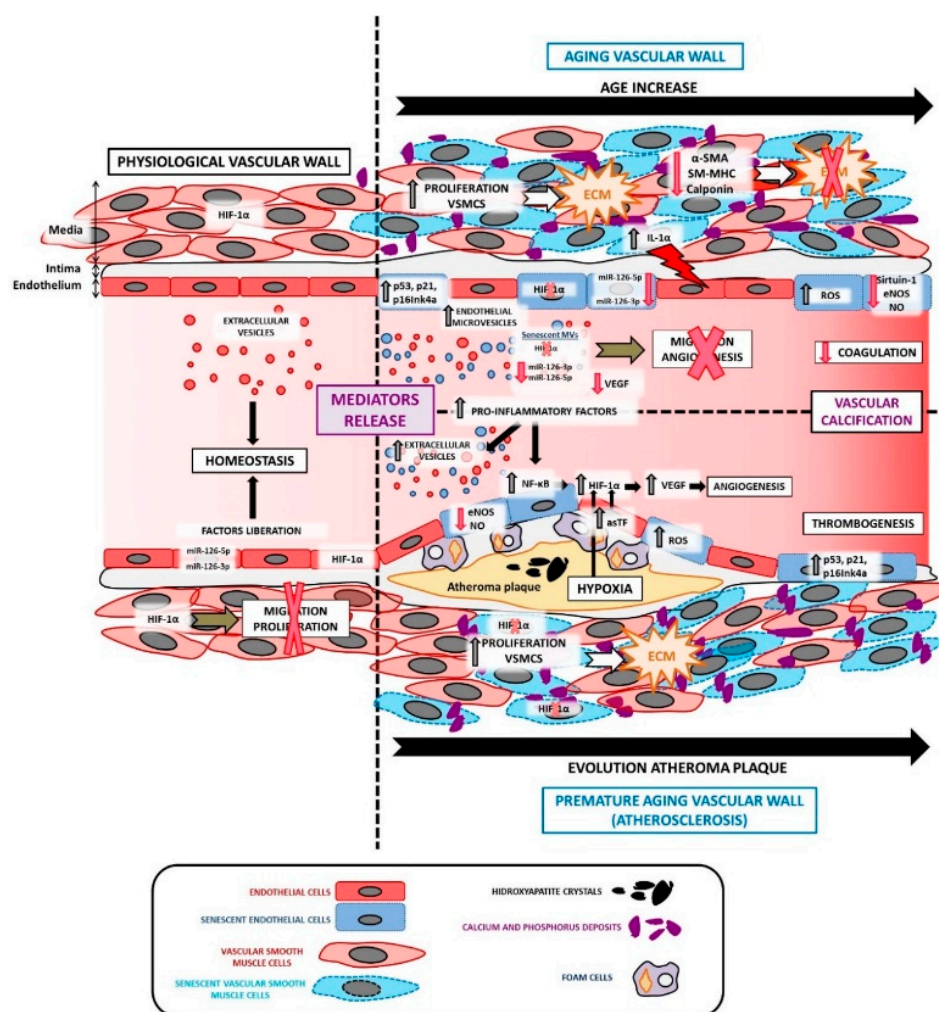 AGING VASCULAR WALL
AGE INCREASE
PHYSIOLOGICAL VASCULAR WALL
Media
Intima
Endothelium
HIF-1α
PROLIFERATION
VSMCS
ECM
α-SMA
SM-MHC
Calponin
ECM
IL-1α
p53, p21,
p16Ink4a
HIF-1α
miR-126-5p
miR-126-3p
ROS
Sirtuin-1
eNOS
NO
EXTRACELLULAR
VESICLES
ENDOTHELIAL
MICROVESICLES
Senescent MVs
HIF-1α
miR-126-3p
miR-126-5p
VEGF
MIGRATION
ANGIOGENESIS
COAGULATION
MEDIATORS
RELEASE
PRO-INFLAMMATORY FACTORS
VASCULAR
CALCIFICATION
HOMEOSTASIS
EXTRACELLULAR
VESICLES
NF-κB
HIF-1α
VEGF
ANGIOGENESIS
FACTORS LIBERATION
eNOS
NO
asTF
ROS
THROMBOGENESIS
miR-126-5p
miR-126-3p
HIF-1α
Atheroma plaque
HYPOXIA
p53, p21,
p16Ink4a
HIF-1α
MIGRATION
PROLIFERATION
HIF-1α
PROLIFERATION
VSMCS
ECM
HIF-1α
EVOLUTION ATHEROMA PLAQUE
PREMATURE AGING VASCULAR WALL
(ATHEROSCLEROSIS)
ENDOTHELIAL CELLS
SENESCENT ENDOTHELIAL CELLS
VASCULAR SMOOTH
MUSCLE CELLS
SENESCENT VASCULAR SMOOTH
MUSCLE CELLS
HIDROXYAPATITE CRYSTALS
CALCIUM AND PHOSPHORUS DEPOSITS
FOAM CELLS